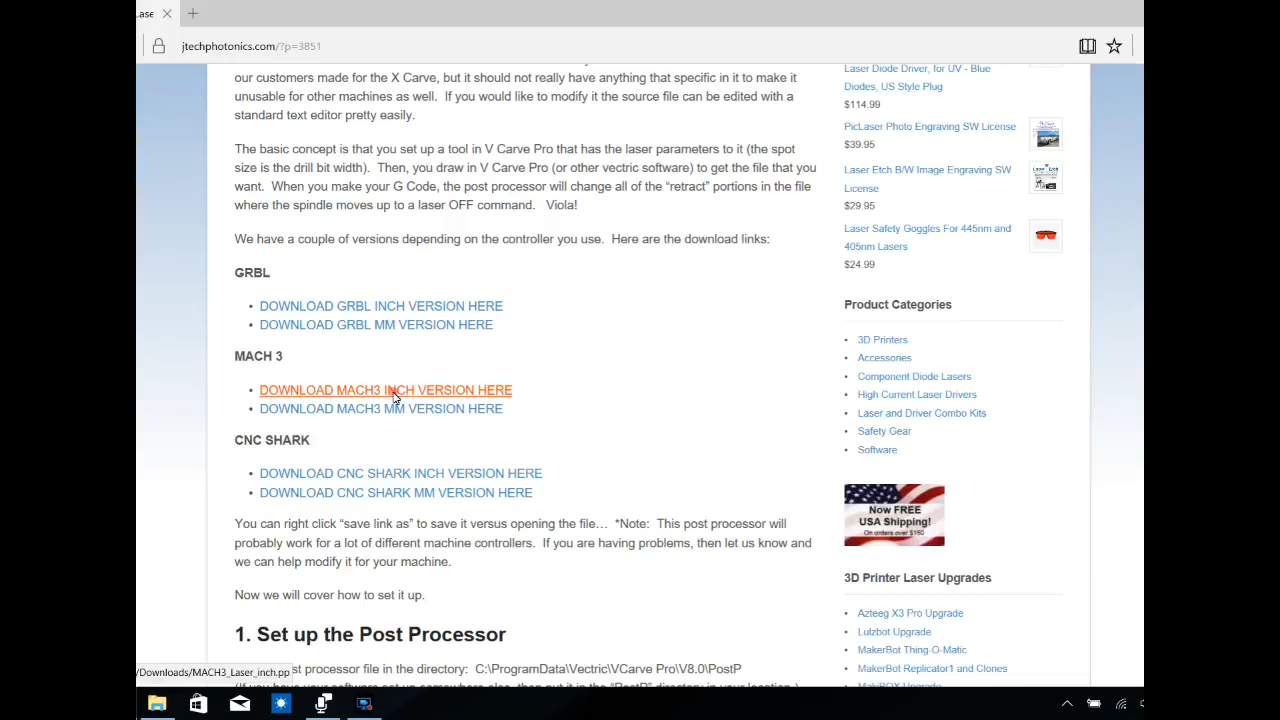 ase
jtechphotonics.com/?p=3851
our customers made for the X Carve, but it should not really have anything that specific in it to make it
unusable for other machines as well. If you would like to modify it the source file can be edited with a
standard text editor pretty easily.
The basic concept is that you set up a tool in V Carve Pro that has the laser parameters to it (the spot
size is the drill bit width). Then, you draw in V Carve Pro (or other vectric software) to get the file that you
want. When you make your G Code, the post processor will change all of the “retract” portions in the file
where the spindle moves up to a laser OFF command. Viola!
We have a couple of versions depending on the controller you use. Here are the download links:
GRBL
• DOWNLOAD GRBL INCH VERSION HERE
• DOWNLOAD GRBL MM VERSION HERE
MACH 3
• DOWNLOAD MACH3 INCH VERSION HERE
• DOWNLOAD MACH3 MM VERSION HERE
CNC SHARK
• DOWNLOAD CNC SHARK INCH VERSION HERE
• DOWNLOAD CNC SHARK MM VERSION HERE
You can right click “save link as” to save it versus opening the file… *Note: This post processor will
probably work for a lot of different machine controllers. If you are having problems, then let us know and
we can help modify it for your machine.
Now we will cover how to set it up.
1. Set up the Post Processor
ost processor file in the directory: C:\ProgramData\Vectric\VCarve Pro\V8.0\PostP
/Downloads/MACH3_Laser_inch.pp
Laser Diode Driver, for UV - Blue
Diodes, US Style Plug
$114.99
PicLaser Photo Engraving SW License
$39.95
Laser Etch B/W Image Engraving SW
License
$29.95
Laser Safety Goggles For 445nm and
405nm Lasers
$24.99
Product Categories
• 3D Printers
• Accessories
• Component Diode Lasers
• High Current Laser Drivers
• Laser and Driver Combo Kits
• Safety Gear
• Software
Now FREE
USA Shipping!
On orders over $150
3D Printer Laser Upgrades
• Azteeg X3 Pro Upgrade
• Lulzbot Upgrade
• MakerBot Thing-O-Matic
• MakerBot Replicator1 and Clones
• MakiBOX Upgrade